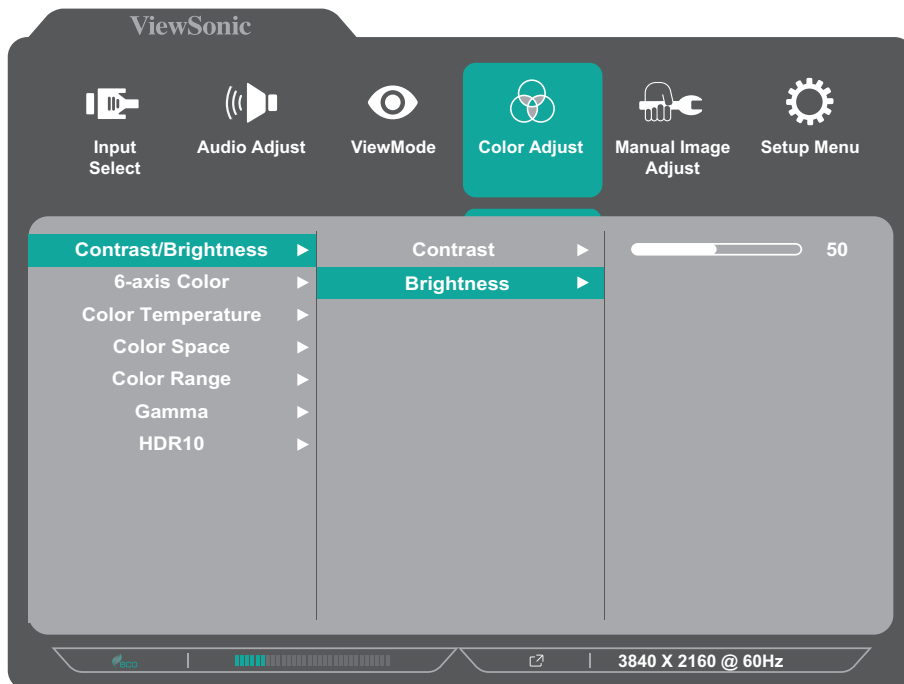 ViewSonic
Input
Select
Audio Adjust
ViewMode
Color Adjust
Manual Image
Adjust
Setup Menu
Contrast/Brightness
6-axis Color
Color Temperature
Color Space
Color Range
Gamma
HDR10
Contrast
Brightness
50
eco
3840 X 2160 @ 60Hz